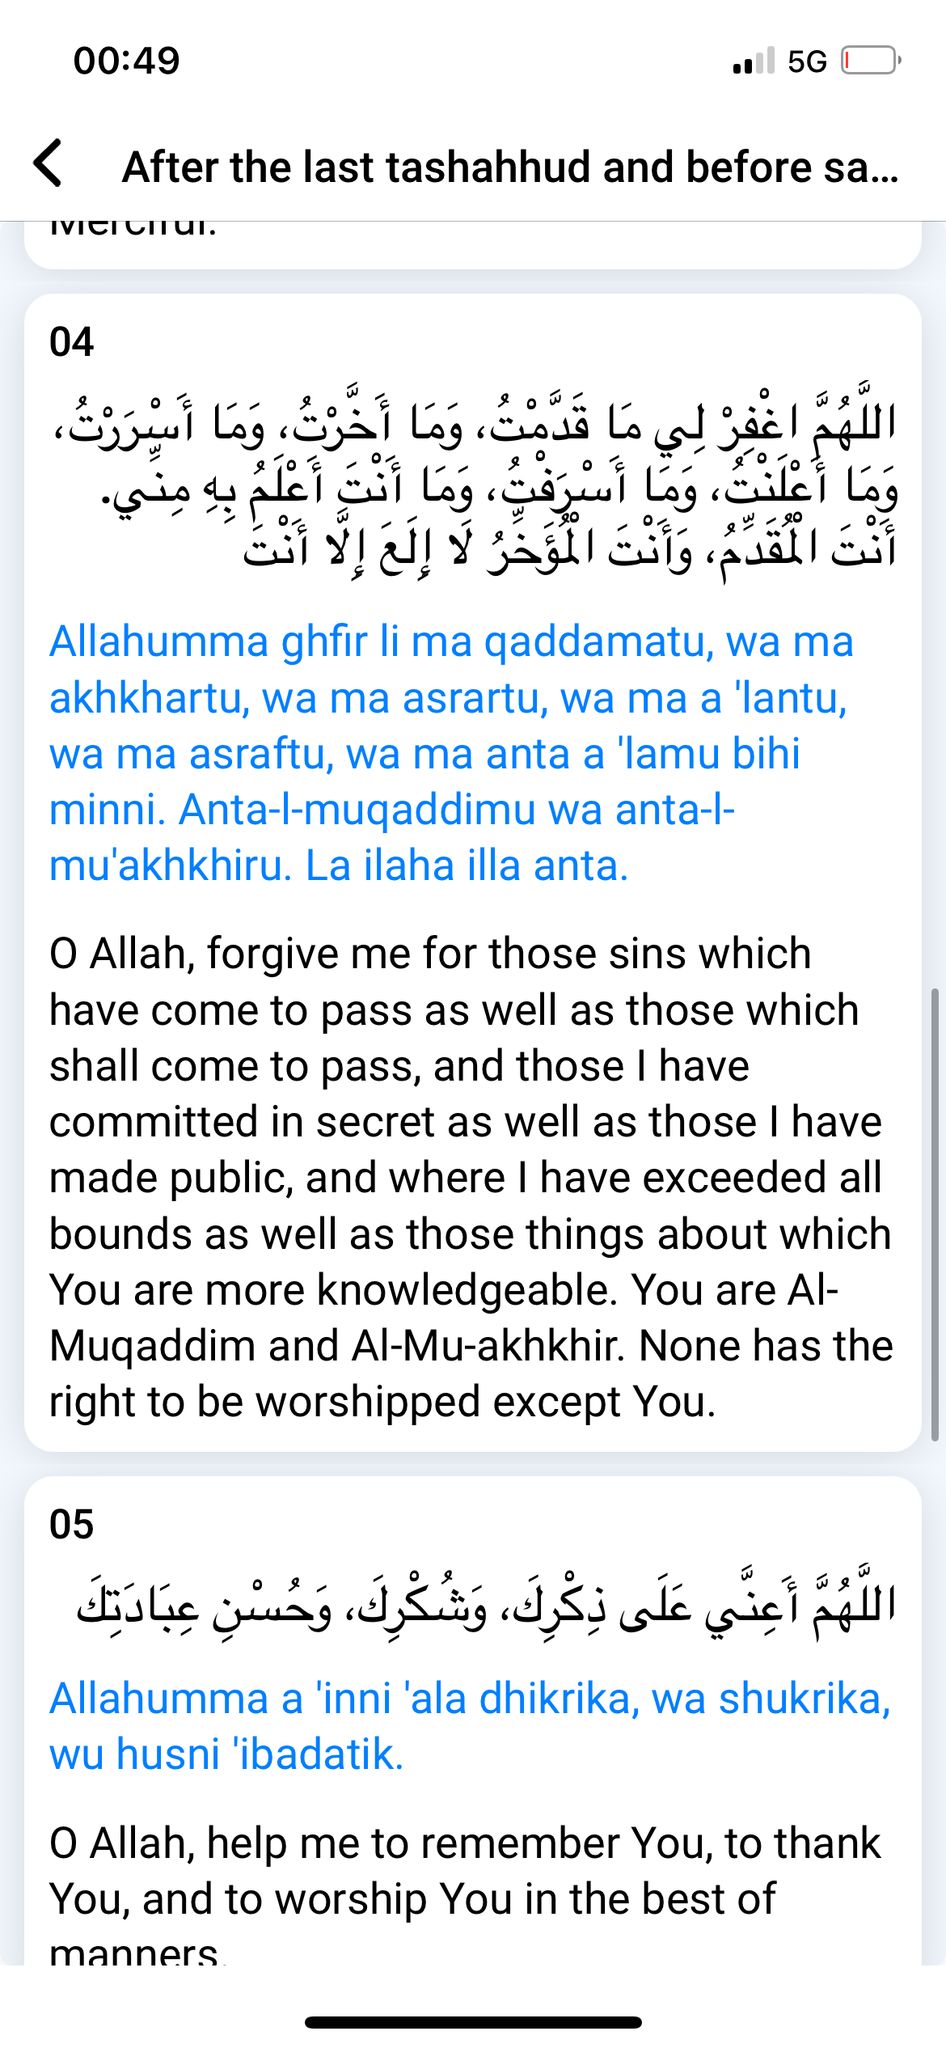 00:49
5G
After the last tashahhud and before sa...
Merciful.
04
اللَّهُمَّ اغْفِرْ لِي مَا قَدَّمْتُ، وَمَا أَخَّرْتُ، وَمَا أَسْرَرْتُ،
وَمَا أَعْلَنْتُ، وَمَا أَسْرَفْتُ، وَمَا أَنْتَ أَعْلَمُ بِهِ مِنِّي.
أَنْتَ الْمُقَدِّمُ، وَأَنْتَ الْمُؤَخِّرُ لَا إِلَعَ إِلَّا أَنْتَ
Allahumma ghfir li ma qaddamatu, wa ma
akhkhartu, wa ma asrartu, wa ma a 'lantu,
wa ma asraftu, wa ma anta a 'lamu bihi
minni. Anta-l-muqaddimu wa anta-l-
mu'akhkhiru. La ilaha illa anta.
O Allah, forgive me for those sins which
have come to pass as well as those which
shall come to pass, and those I have
committed in secret as well as those I have
made public, and where I have exceeded all
bounds as well as those things about which
You are more knowledgeable. You are Al-
Muqaddim and Al-Mu-akhkhir. None has the
right to be worshipped except You.
05
اللَّهُمَّ أَعِنَّي عَلَى ذِكْرِكَ، وَشُكْرِكَ، وَحُسْنِ عِبَادَتِكَ
Allahumma a 'inni 'ala dhikrika, wa shukrika,
wu husni 'ibadatik.
O Allah, help me to remember You, to thank
You, and to worship You in the best of
manners.